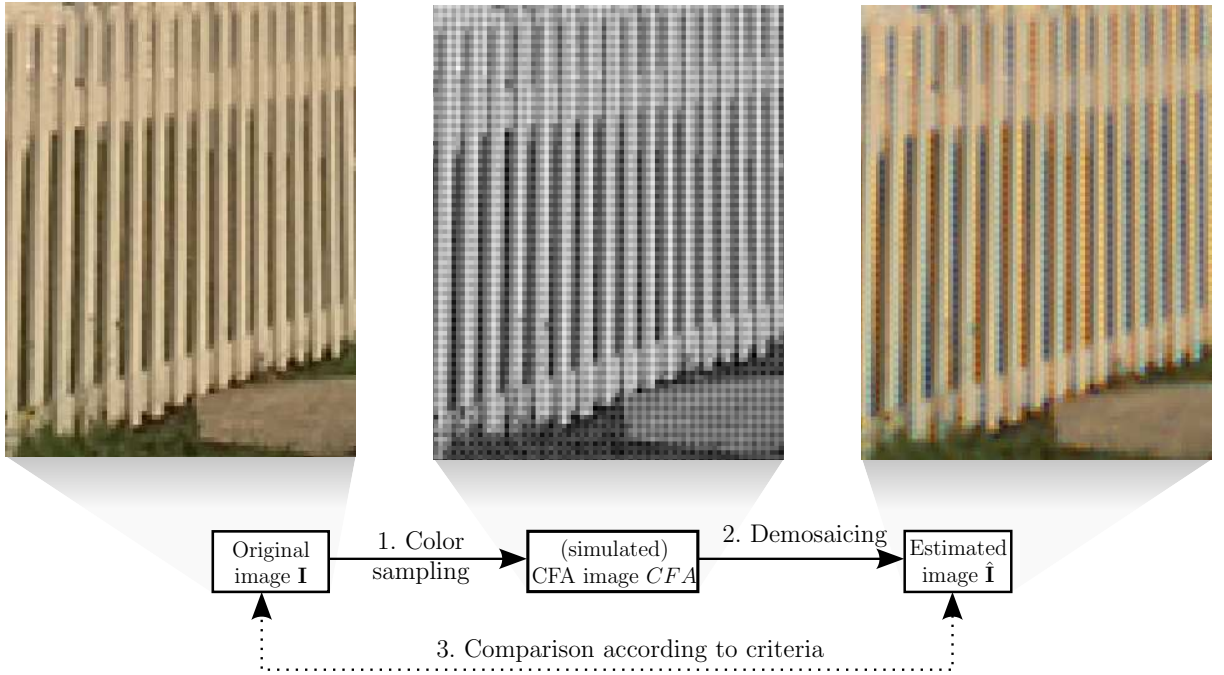 Original
image I
1. Color
sampling
(simulated)
CFA image CFA
2. Demosaicing
Estimated
image Î
3. Comparison according to criteria